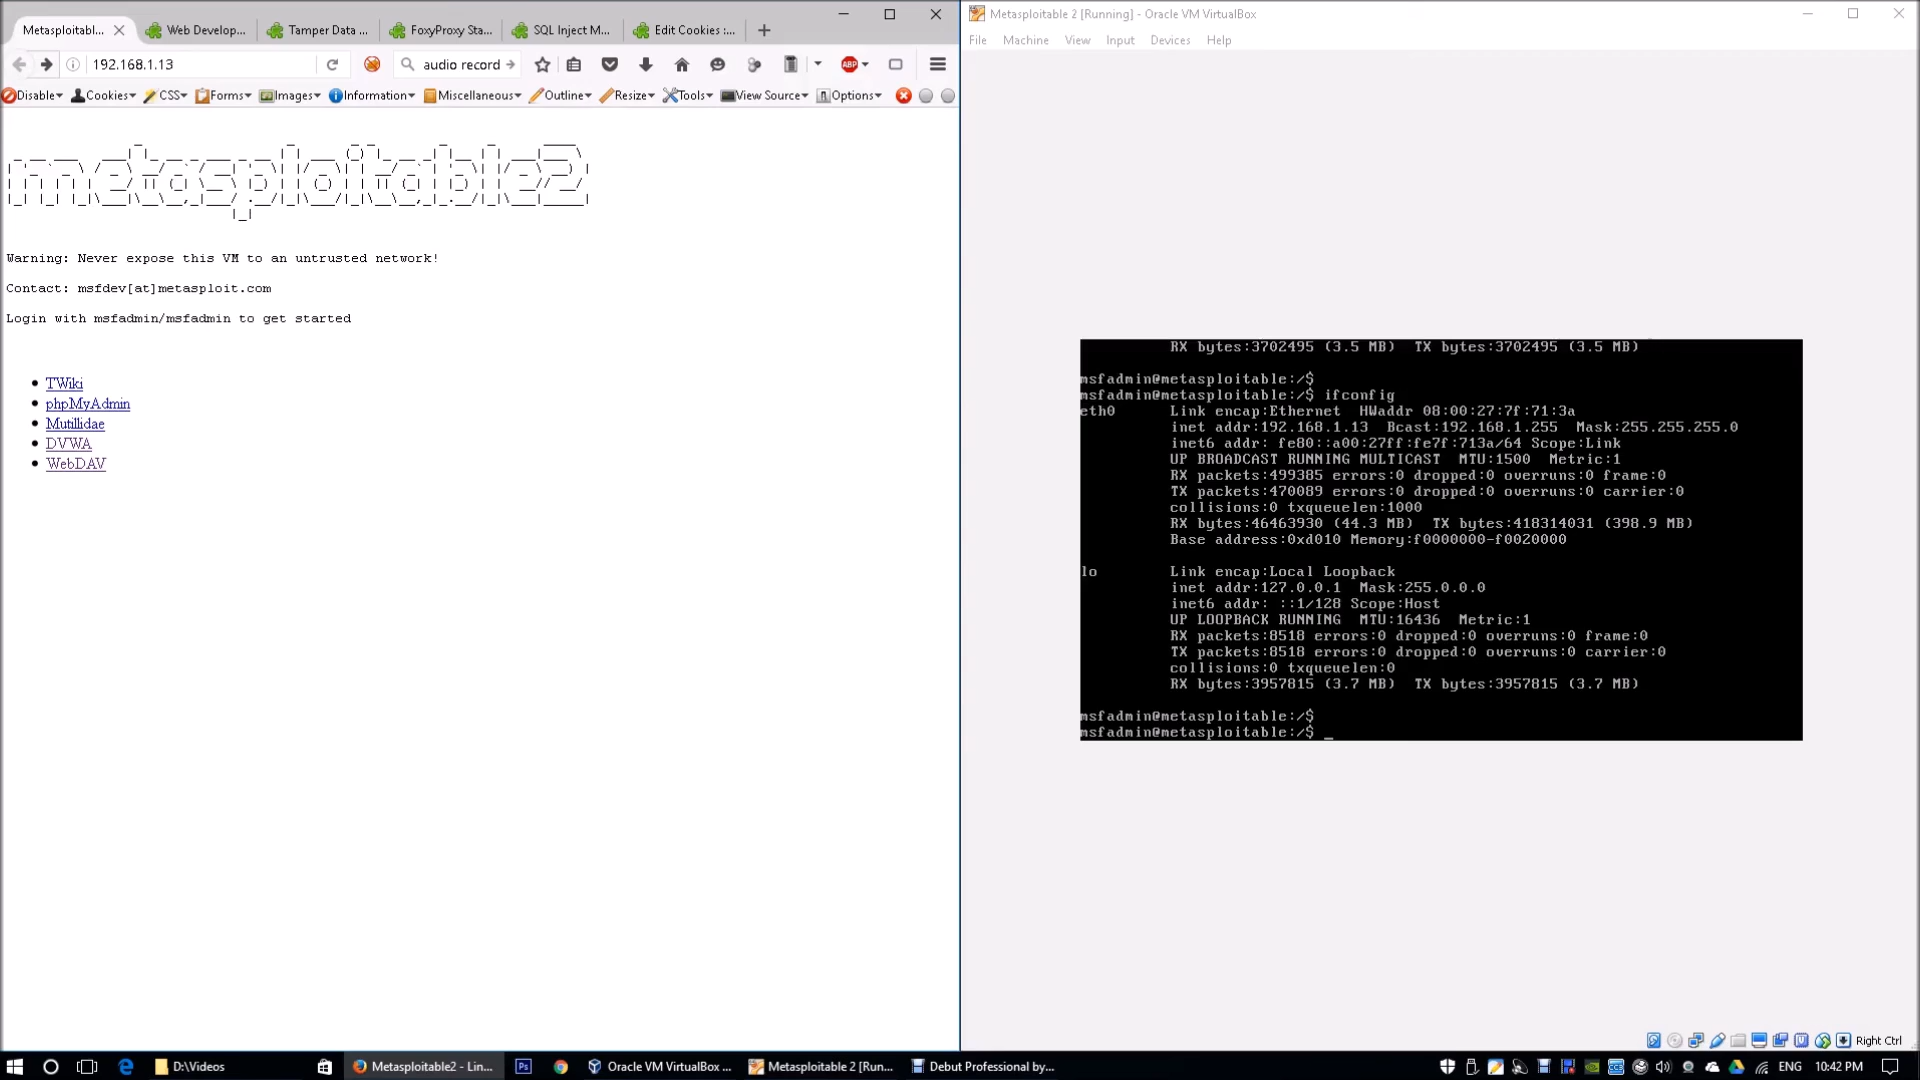 Metasploitabl...
Web Develop...
Tamper Data ...
FoxyProxy Sta...
SQL Inject M...
Edit Cookies :...
192.168.1.13
audio record
ABP
Disable
Cookies
CSS
Forms
Images
Information
Miscellaneous
Outline
Resize
Tools
View Source
Options
metasploitable2
Warning: Never expose this VM to an untrusted network!
Contact: msfdev[at]metasploit.com
Login with msfadmin/msfadmin to get started
TWiki
phpMyAdmin
Mutillidae
DVWA
WebDAV
Metasploitable 2 [Running] - Oracle VM VirtualBox
File Machine View Input Devices Help
RX bytes:3702495 (3.5 MB)  TX bytes:3702495 (3.5 MB)
msfadmin@metasploitable:/$
msfadmin@metasploitable:/$ ifconfig
eth0 Link encap:Ethernet  HWaddr 08:00:27:7f:71:3a
inet addr:192.168.1.13  Bcast:192.168.1.255  Mask:255.255.255.0
inet6 addr: fe80::a00:27ff:fe7f:713a/64 Scope:Link
UP BROADCAST RUNNING MULTICAST  MTU:1500  Metric:1
RX packets:499385 errors:0 dropped:0 overruns:0 frame:0
TX packets:470089 errors:0 dropped:0 overruns:0 carrier:0
collisions:0 txqueuelen:1000
RX bytes:46463930 (44.3 MB)  TX bytes:418314031 (398.9 MB)
Base address:0xd010 Memory:f0000000-f0020000
lo Link encap:Local Loopback
inet addr:127.0.0.1  Mask:255.0.0.0
inet6 addr: ::1/128 Scope:Host
UP LOOPBACK RUNNING  MTU:16436  Metric:1
RX packets:8518 errors:0 dropped:0 overruns:0 frame:0
TX packets:8518 errors:0 dropped:0 overruns:0 carrier:0
collisions:0 txqueuelen:0
RX bytes:3957815 (3.7 MB)  TX bytes:3957815 (3.7 MB)
msfadmin@metasploitable:/$
msfadmin@metasploitable:/$ _
Right Ctrl
D:\Videos
Metasploitable2 - Lin...
Ps
Oracle VM VirtualBox ...
Metasploitable 2 [Run...
Debut Professional by...
ENG
10:42 PM